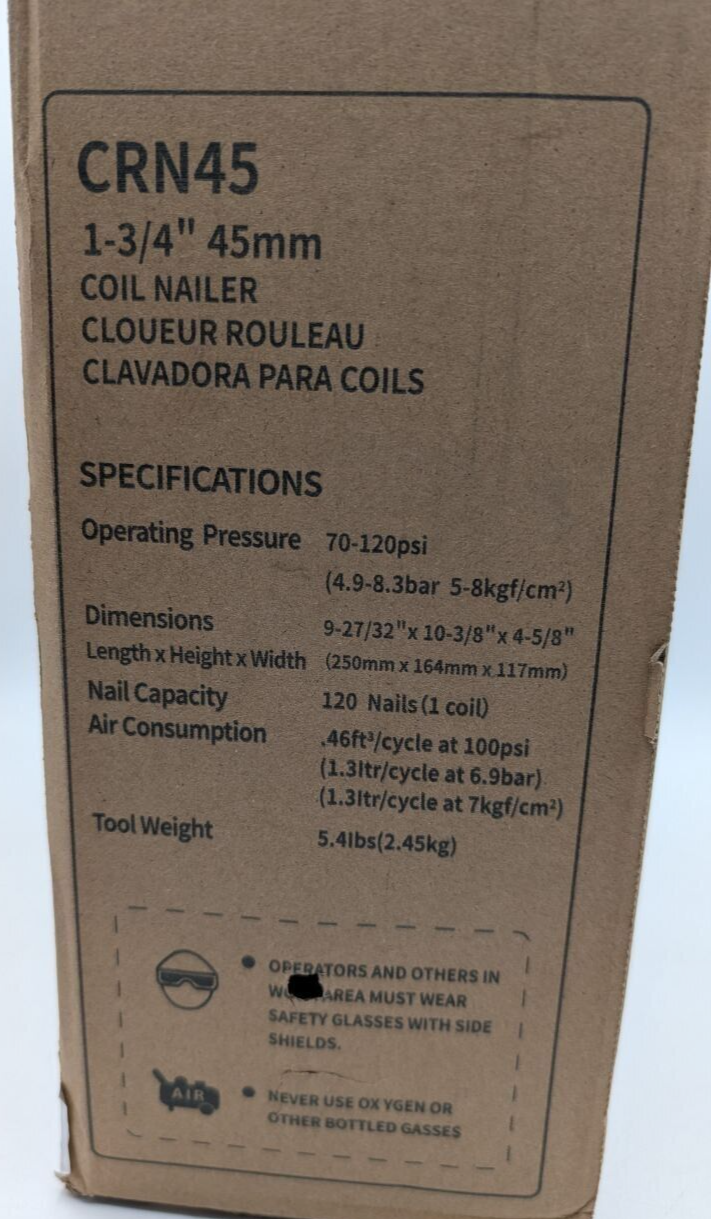 CRN45
1-3/4" 45mm
COIL NAILER
CLOUEUR ROULEAU
CLAVADORA PARA COILS
SPECIFICATIONS
Operating Pressure 70-120psi
(4.9-8.3bar 5-8kgf/cm²)
Dimensions 9-27/32"x 10-3/8"x 4-5/8"
Length x Height x Width (250mm x 164mm x 117mm)
Nail Capacity 120 Nails(1 coil)
Air Consumption .46ft³/cycle at 100psi
(1.3ltr/cycle at 6.9bar)
(1.3ltr/cycle at 7kgf/cm²)
Tool Weight 5.4lbs(2.45kg)
• OPERATORS AND OTHERS IN
AREA MUST WEAR
SAFETY GLASSES WITH SIDE
SHIELDS.
AIR • NEVER USE OX YGEN OR
OTHER BOTTLED GASSES